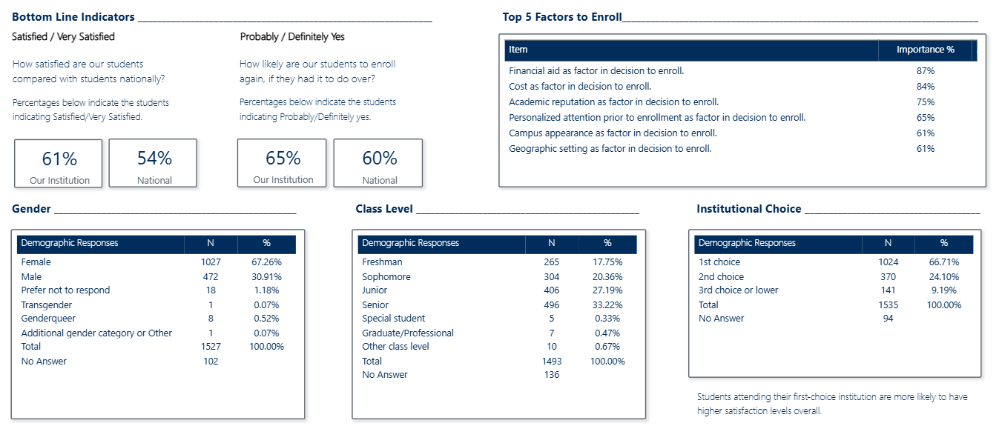 Bottom Line Indicators
Satisfied / Very Satisfied
How satisfied are our students
compared with students nationally?
Percentages below indicate the students
indicating Satisfied/Very Satisfied.
61%
Our Institution
54%
National
Probably / Definitely Yes
How likely are our students to enroll
again, if they had it to do over?
Percentages below indicate the students
indicating Probably/Definitely yes.
65%
Our Institution
60%
National
Top 5 Factors to Enroll
Item Importance %
Financial aid as factor in decision to enroll. 87%
Cost as factor in decision to enroll. 84%
Academic reputation as factor in decision to enroll. 75%
Personalized attention prior to enrollment as factor in decision to enroll. 65%
Campus appearance as factor in decision to enroll. 61%
Geographic setting as factor in decision to enroll. 61%
Gender
Demographic Responses N %
Female 1027 67.26%
Male 472 30.91%
Prefer not to respond 18 1.18%
Transgender 1 0.07%
Genderqueer 8 0.52%
Additional gender category or Other 1 0.07%
Total 1527 100.00%
No Answer 102
Class Level
Demographic Responses N %
Freshman 265 17.75%
Sophomore 304 20.36%
Junior 406 27.19%
Senior 496 33.22%
Special student 5 0.33%
Graduate/Professional 7 0.47%
Other class level 10 0.67%
Total 1493 100.00%
No Answer 136
Institutional Choice
Demographic Responses N %
1st choice 1024 66.71%
2nd choice 370 24.10%
3rd choice or lower 141 9.19%
Total 1535 100.00%
No Answer 94
Students attending their first-choice institution are more likely to have
higher satisfaction levels overall.